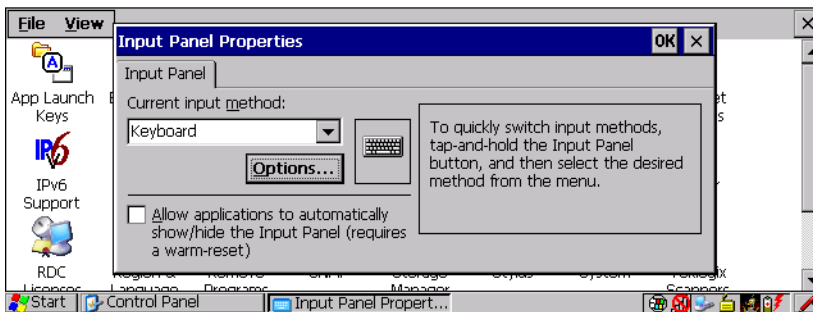 File View
Input Panel Properties OK
Input Panel
App Launch
Keys
Current input method:
Keyboard
To quickly switch input methods,
tap-and-hold the Input Panel
button, and then select the desired
method from the menu.
Options...
IPv6
IPv6
Support
Allow applications to automatically
show/hide the Input Panel (requires
a warm-reset)
RDC
Licenses
Manager
Start Control Panel Input Panel Propert...